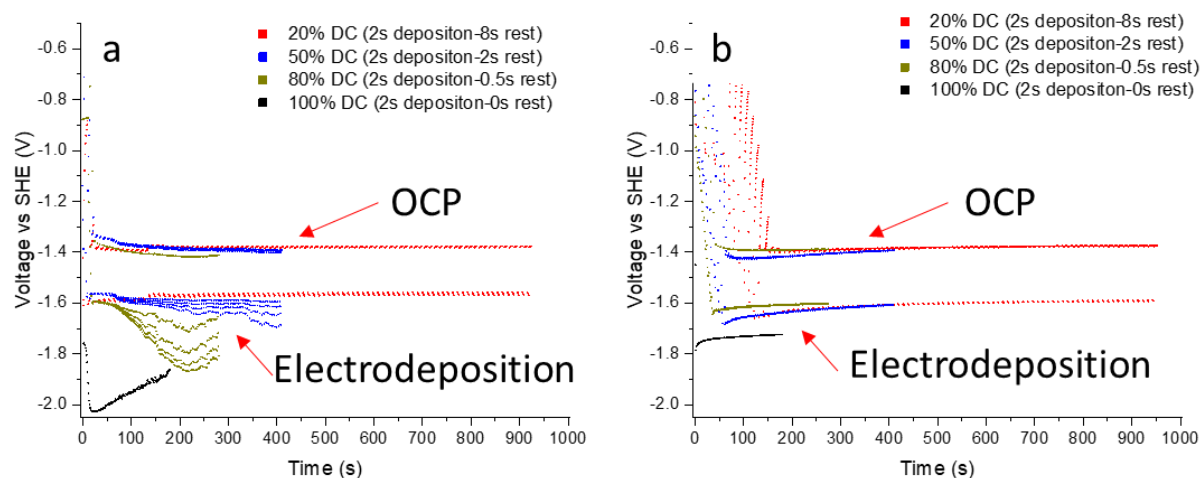 a
20% DC (2s depositon-8s rest)
50% DC (2s depositon-2s rest)
80% DC (2s depositon-0.5s rest)
100% DC (2s depositon-0s rest)
OCP
Electrodeposition
Voltage vs SHE (V)
-0.6
-0.8
-1.0
-1.2
-1.4
-1.6
-1.8
-2.0
0 100 200 300 400 500 600 700 800 900 1000
Time (s)
b
20% DC (2s depositon-8s rest)
50% DC (2s depositon-2s rest)
80% DC (2s depositon-0.5s rest)
100% DC (2s depositon-0s rest)
OCP
Electrodeposition
Voltage vs SHE (V)
-0.6
-0.8
-1.0
-1.2
-1.4
-1.6
-1.8
-2.0
0 100 200 300 400 500 600 700 800 900 1000
Time (s)